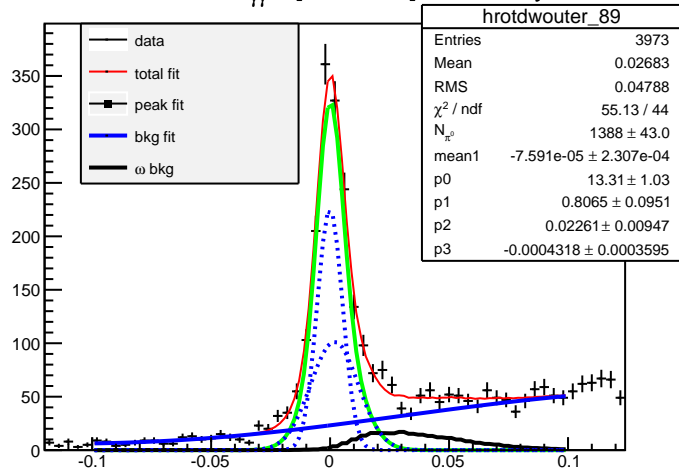 hrotdwouter_89
Entries 3973
Mean 0.02683
RMS 0.04788
χ² / ndf 55.13 / 44
N_π⁰ 1388 ± 43.0
mean1 -7.591e-05 ± 2.307e-04
p0 13.31 ± 1.03
p1 0.8065 ± 0.0951
p2 0.02261 ± 0.00947
p3 -0.0004318 ± 0.0003595
data
total fit
peak fit
bkg fit
ω bkg
350
300
250
200
150
100
50
0
-0.1 -0.05 0 0.05 0.1